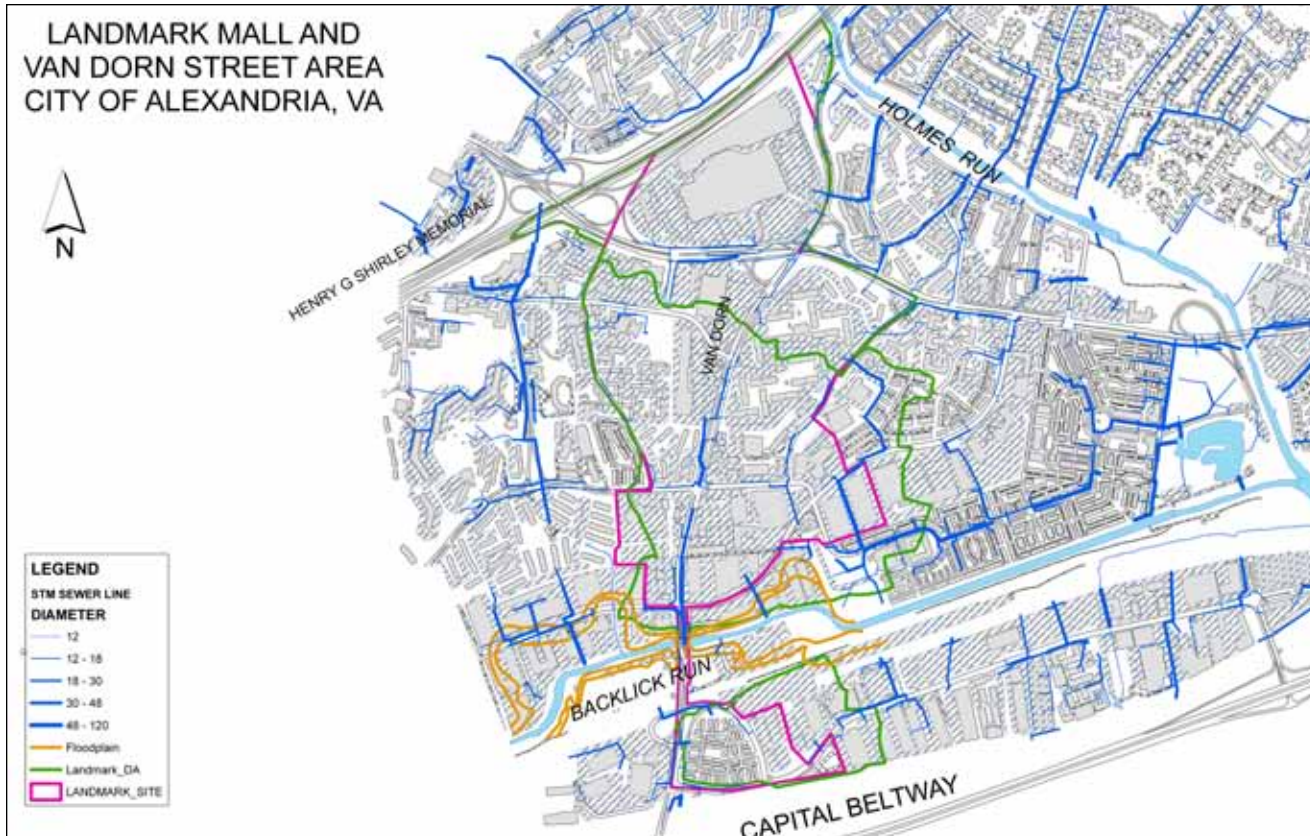 LANDMARK MALL AND
VAN DORN STREET AREA
CITY OF ALEXANDRIA, VA
N
HENRY G SHIRLEY MEMORIAL
HOLMES RUN
VAN DORN
BACKLICK RUN
CAPITAL BELTWAY
LEGEND
STM SEWER LINE
DIAMETER
12
12 - 18
18 - 30
30 - 48
48 - 120
Floodplain
Landmark_DA
LANDMARK_SITE